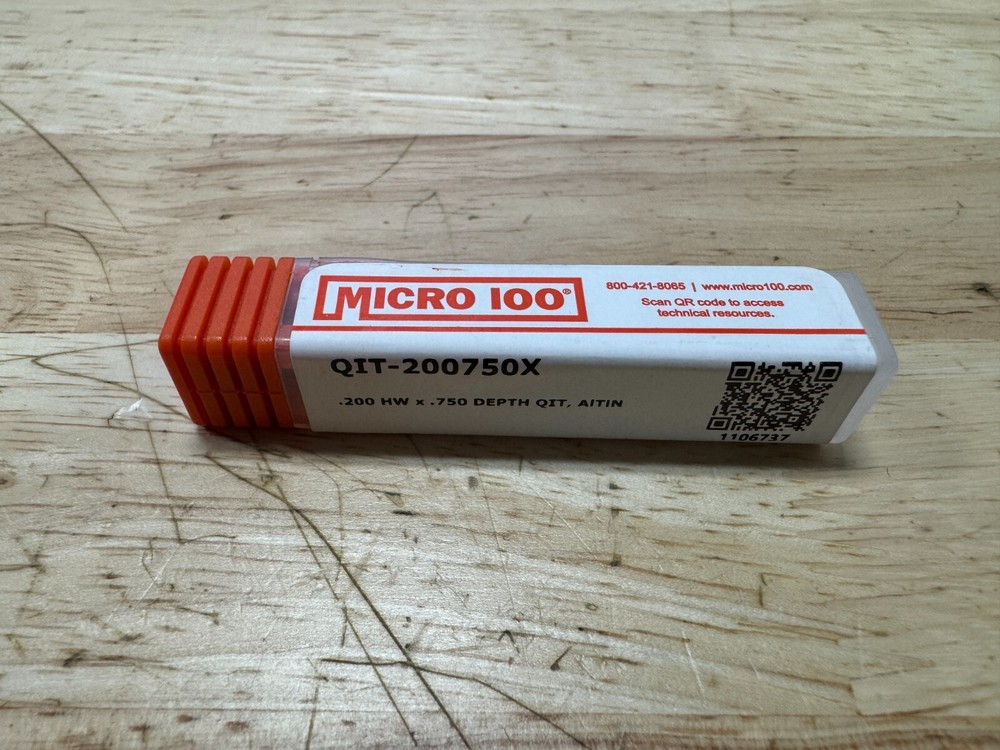 MICRO 100®
800-421-8065 | www.micro100.com
Scan QR code to access
technical resources.
QIT-200750X
.200 HW x .750 DEPTH QIT, AlTiN
1106737